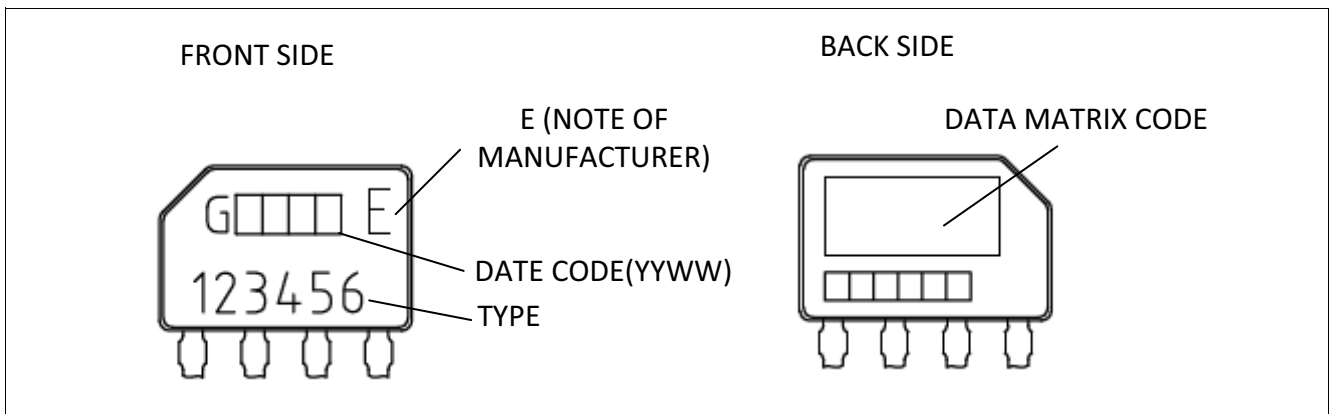 FRONT SIDE
BACK SIDE
E (NOTE OF
MANUFACTURER)
DATA MATRIX CODE
G E
DATE CODE(YYWW)
123456
TYPE